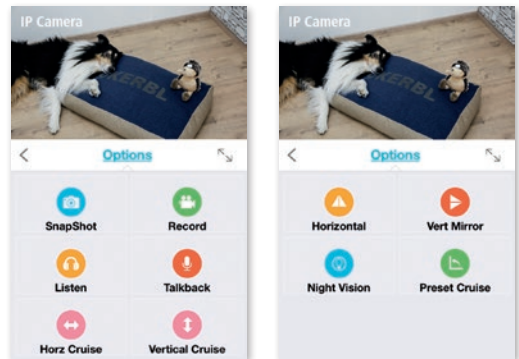 IP Camera
Options
SnapShot
Record
Listen
Talkback
Horz Cruise
Vertical Cruise
IP Camera
Options
Horizontal
Vert Mirror
Night Vision
Preset Cruise